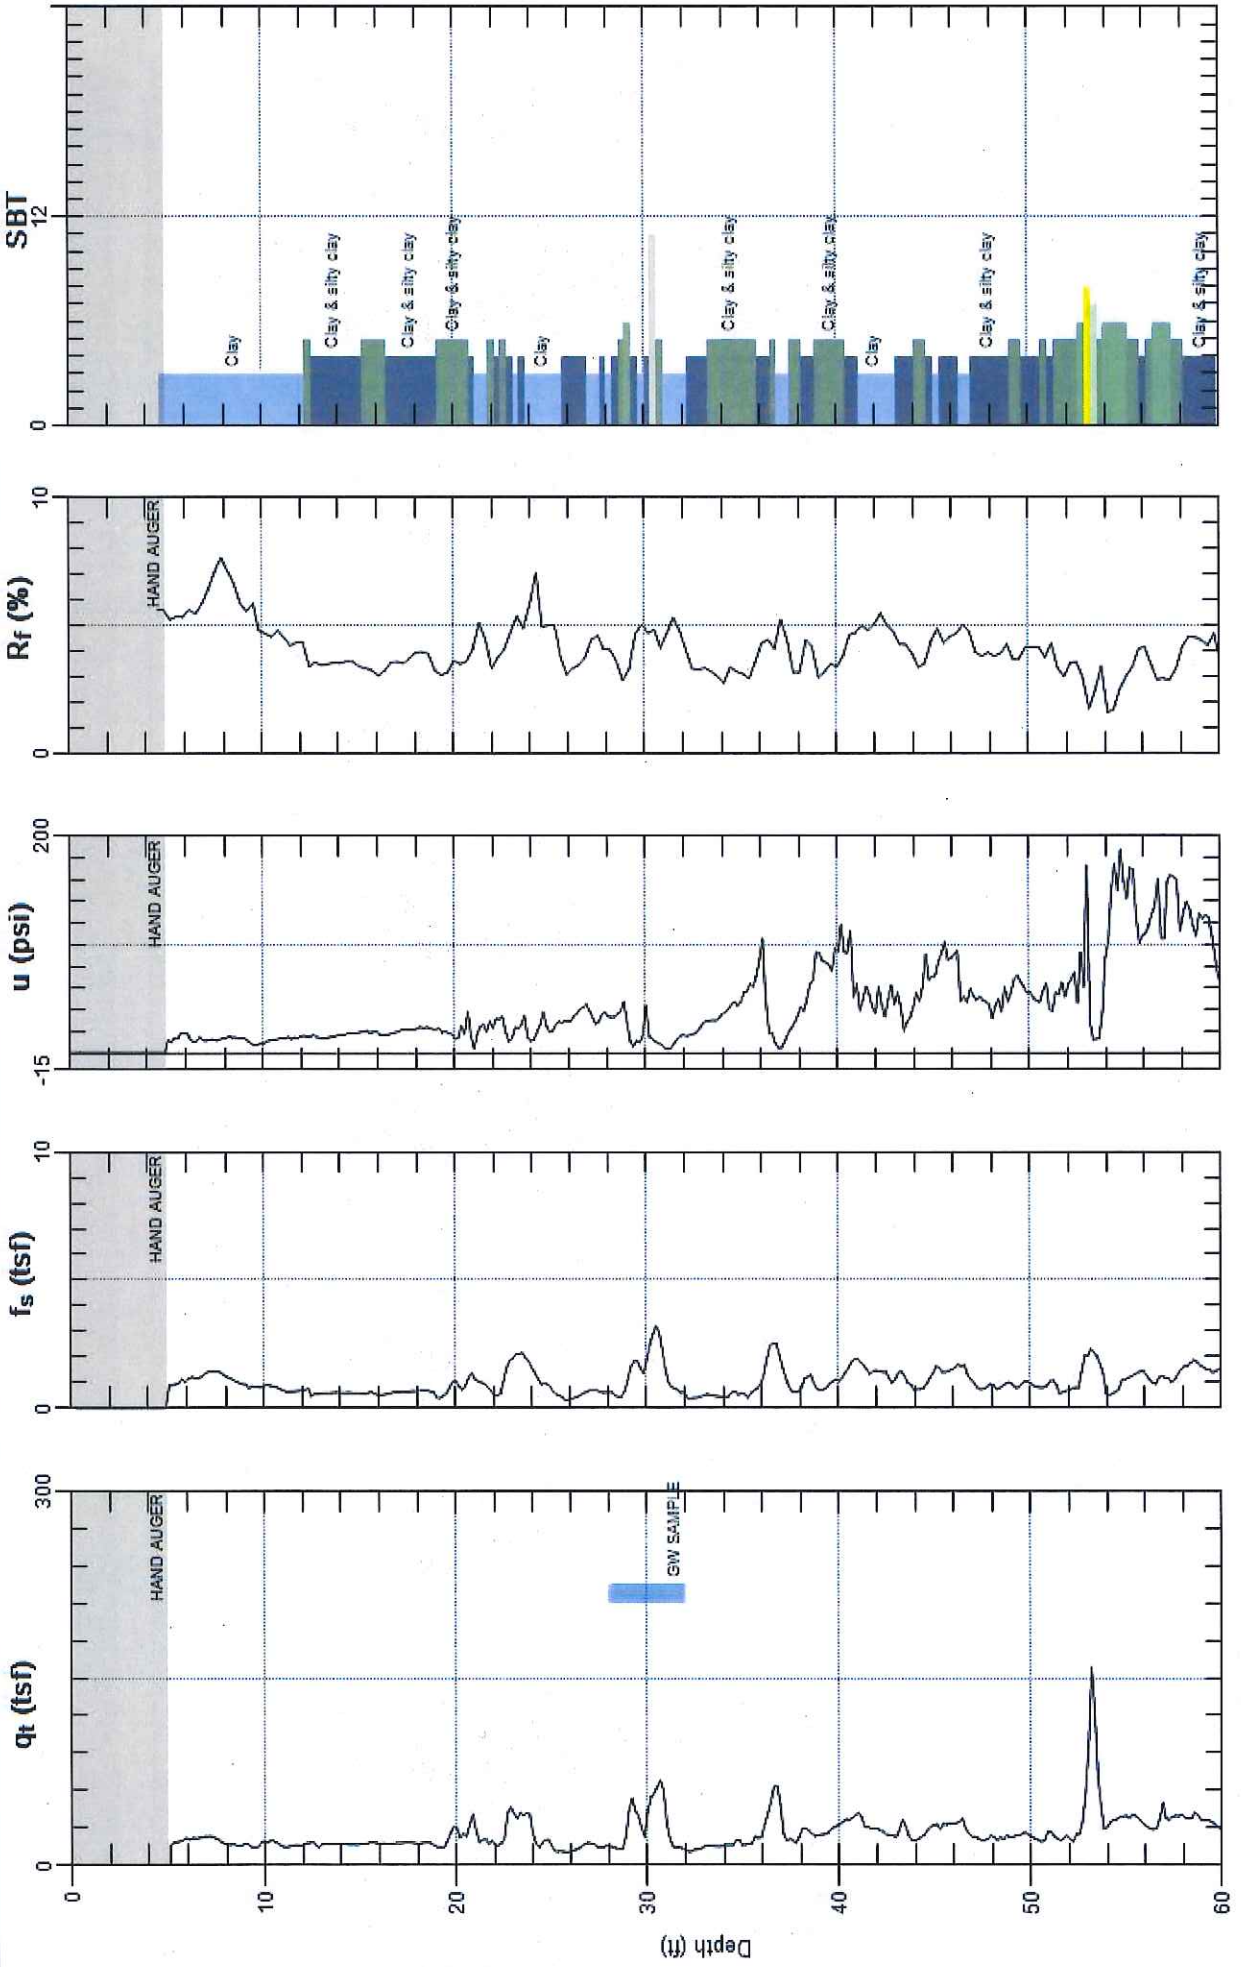 qt (tsf)
0
300
HAND AUGER
GW SAMPLE
Depth (ft)
0
10
20
30
40
50
60
fs (tsf)
0
10
HAND AUGER
u (psi)
-15
200
HAND AUGER
Rf (%)
0
10
HAND AUGER
SBT
0
12
Clay
Clay & silty clay
Clay & silty clay
Clay & silty clay
Clay
Clay & silty clay
Clay & silty clay
Clay
Clay & silty clay
Clay & silty clay